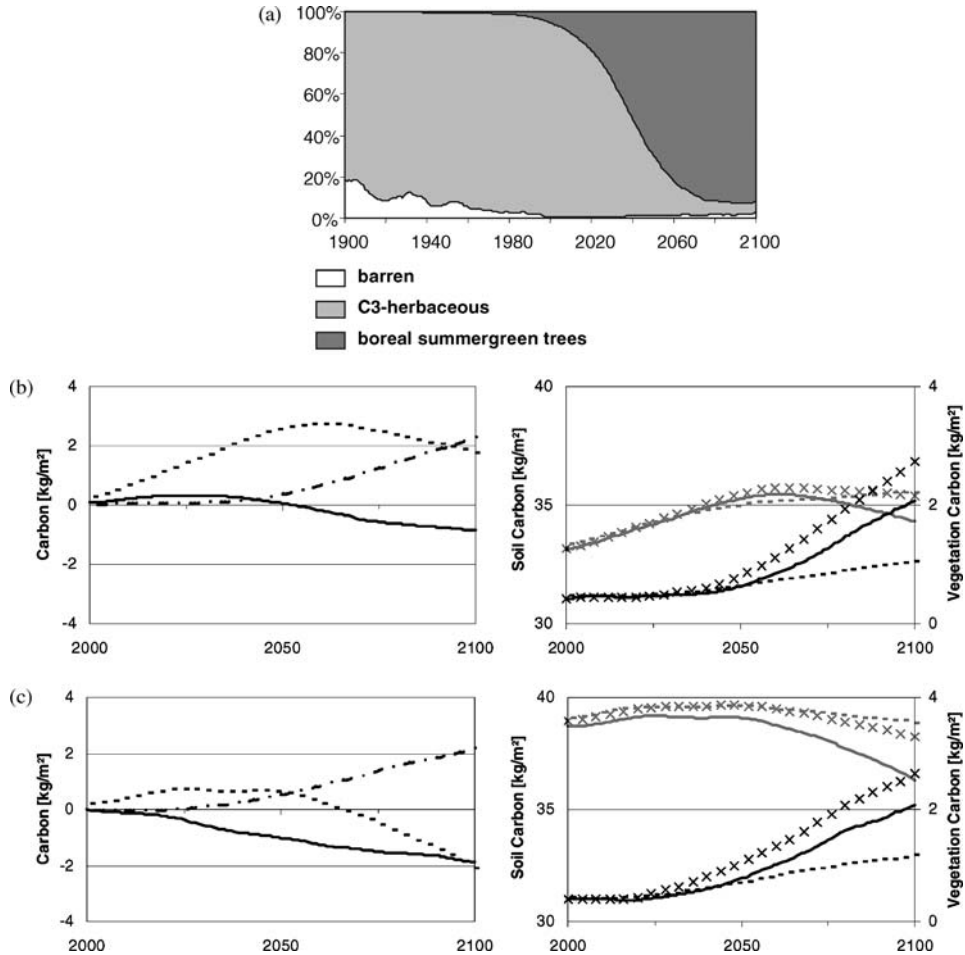 (a)
100%
80%
60%
40%
20%
0%
1900 1940 1980 2020 2060 2100
barren
C3-herbaceous
boreal summergreen trees
(b)
Carbon [kg/m²]
4
2
0
-2
-4
2000 2050 2100
Soil Carbon [kg/m²]
40
35
30
2000 2050 2100
4
2
0
Vegetation Carbon [kg/m²]
(c)
Carbon [kg/m²]
4
2
0
-2
-4
2000 2050 2100
Soil Carbon [kg/m²]
40
35
30
2000 2050 2100
4
2
0
Vegetation Carbon [kg/m²]